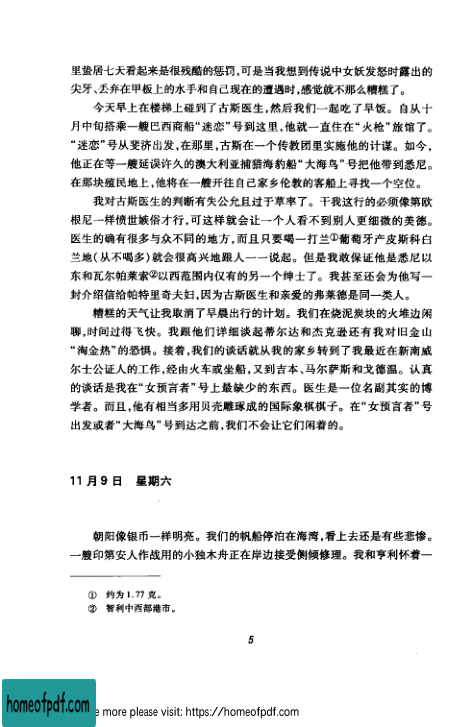 里蛰居七天看起来是很残酷的惩罚,可是当我想到传说中女妖发怒时露出的
尖牙、丢弃在甲板上的水手和自己现在的遭遇时,感觉就不那么糟糕了。
今天早上在楼梯上碰到了古斯医生,然后我们一起吃了早饭。自从十
月中旬搭乘一艘巴西商船“迷恋”号到这里,他就一直住在“火枪”旅馆了。
“迷恋”号从斐济出发,在那里,古斯在一个传教团里实施他的计谋。如今,
他正在等一艘延误许久的澳大利亚捕猎海豹船“大海鸟”号把他带到悉尼。
在那块殖民地上,他将在一艘开往自己家乡伦敦的客船上寻找一个空位。
我对古斯医生的判断有失公允且过于草率了。干我这行的必须像第欧
根尼一样愤世嫉俗才行,可这样就会让一个人看不到别人更细微的美德。
医生的确有很多与众不同的地方,而且只要喝一打兰①葡萄牙产皮斯科白
兰地(从不喝多)就会很高兴地跟人一一说起。但是我敢保证他是悉尼以
东和瓦尔帕莱索②以西范围内仅有的另一个绅士了。我甚至还会为他写一
封介绍信给帕特里奇夫妇,因为古斯医生和亲爱的弗莱德是同一类人。
糟糕的天气让我取消了早晨出行的计划。我们在烧泥炭块的火堆边闲
聊,时间过得飞快。我跟他们详细谈起蒂尔达和杰克逊还有我对旧金山
“淘金热”的恐惧。接着,我们的谈话就从我的家乡转到了我最近在新南威
尔士公证人的工作,经由火车或坐船,又到吉本、马尔萨斯和戈德温。认真
的谈话是我在“女预言者”号上最缺少的东西。医生是一位名副其实的博
学者。而且,他有相当多用贝壳雕琢成的国际象棋棋子。在“女预言者”号
出发或者“大海鸟”号到达之前,我们不会让它们闲着的。
11月9日 星期六
朝阳像银币一样明亮。我们的帆船停泊在海湾,看上去还是有些悲惨。
一艘印第安人作战用的小独木舟正在岸边接受侧倾修理。我和亨利怀着一
① 约为1.77克。
② 智利中西部港市。
5
homeofpdf.com
e more please visit: https://homeofpdf.com